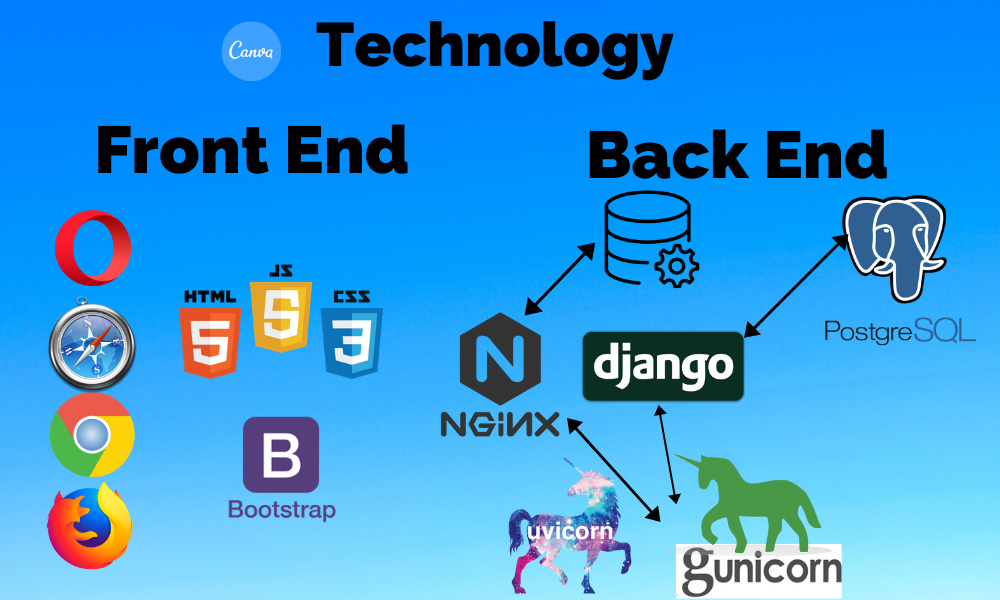 Canva
Technology
Front End
Back End
JS
HTML
CSS
5
5
3
PostgreSQL
N
django
NGiNX
B
Bootstrap
uvicorn
gunicorn